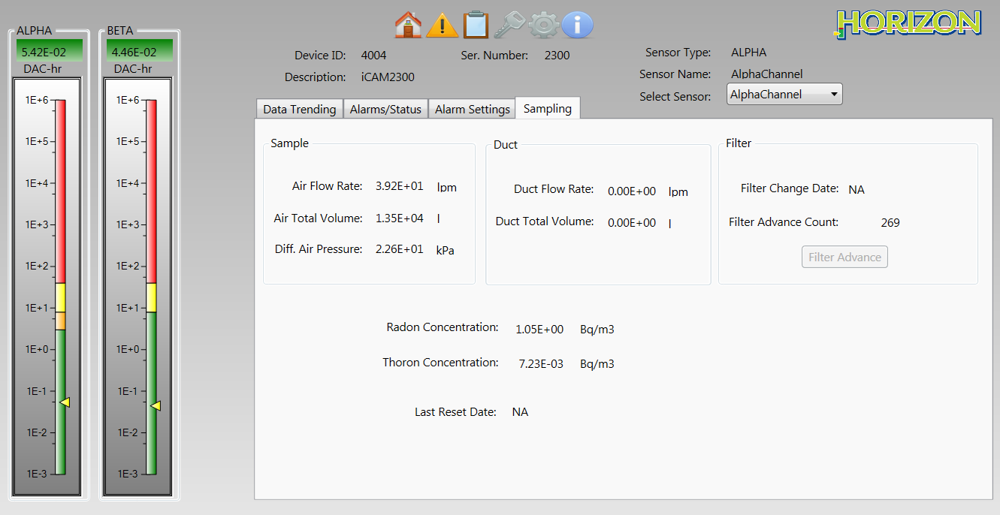 HORIZON
ALPHA
5.42E-02
DAC-hr
1E+6
1E+5
1E+4
1E+3
1E+2
1E+1
1E+0
1E-1
1E-2
1E-3
BETA
4.46E-02
DAC-hr
1E+6
1E+5
1E+4
1E+3
1E+2
1E+1
1E+0
1E-1
1E-2
1E-3
Device ID: 4004 Ser. Number: 2300
Description: iCAM2300
Sensor Type: ALPHA
Sensor Name: AlphaChannel
Select Sensor: AlphaChannel
Data Trending Alarms/Status Alarm Settings Sampling
Sample
Air Flow Rate: 3.92E+01 lpm
Air Total Volume: 1.35E+04 l
Diff. Air Pressure: 2.26E+01 kPa
Duct
Duct Flow Rate: 0.00E+00 lpm
Duct Total Volume: 0.00E+00 l
Filter
Filter Change Date: NA
Filter Advance Count: 269
Filter Advance
Radon Concentration: 1.05E+00 Bq/m3
Thoron Concentration: 7.23E-03 Bq/m3
Last Reset Date: NA